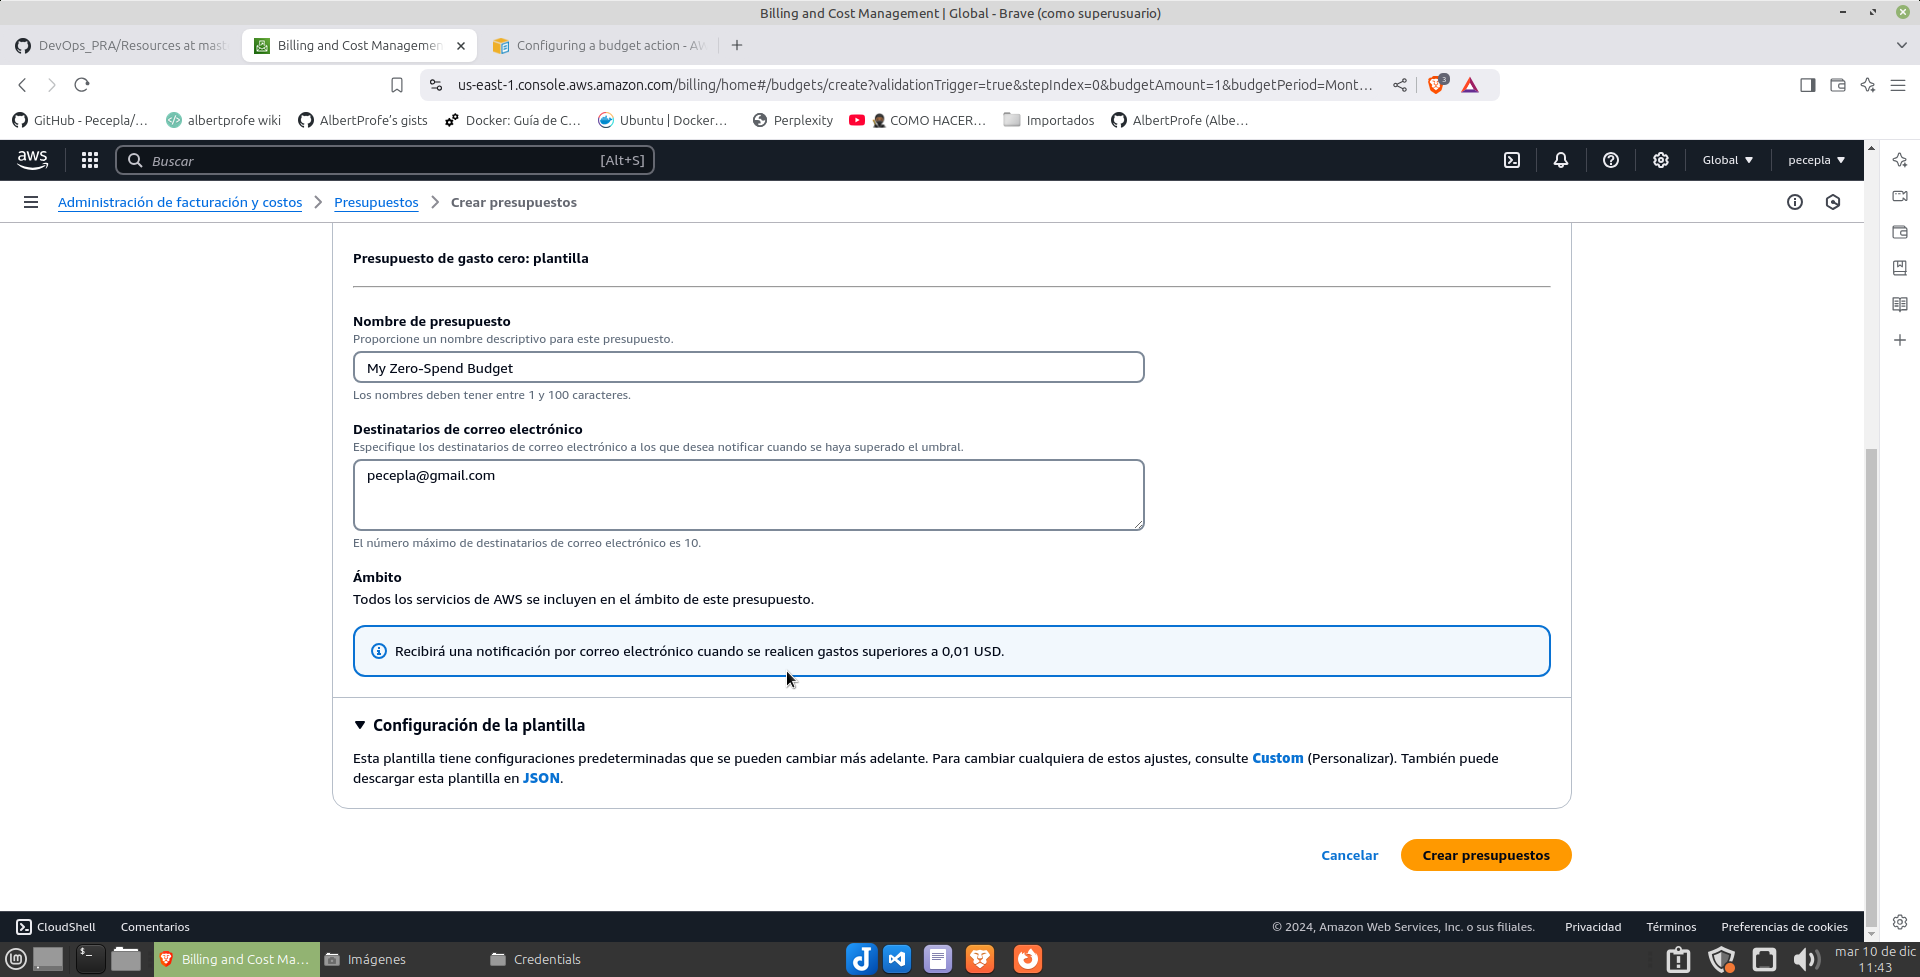 Billing and Cost Management | Global - Brave (como superusuario)
DevOps_PRA/Resources at mast
Billing and Cost Managemen
Configuring a budget action - AW
us-east-1.console.aws.amazon.com/billing/home#/budgets/create?validationTrigger=true&stepIndex=0&budgetAmount=1&budgetPeriod=Mont...
3
GitHub - Pecepla/...
albertprofe wiki
AlbertProfe's gists
Docker: Guía de C...
Ubuntu | Docker...
Perplexity
COMO HACER...
Importados
AlbertProfe (Albe...
aws
Buscar
[Alt+S]
Global
pecepla
Administración de facturación y costos
Presupuestos
Crear presupuestos
Presupuesto de gasto cero: plantilla
Nombre de presupuesto
Proporcione un nombre descriptivo para este presupuesto.
My Zero-Spend Budget
Los nombres deben tener entre 1 y 100 caracteres.
Destinatarios de correo electrónico
Especifique los destinatarios de correo electrónico a los que desea notificar cuando se haya superado el umbral.
pecepla@gmail.com
El número máximo de destinatarios de correo electrónico es 10.
Ámbito
Todos los servicios de AWS se incluyen en el ámbito de este presupuesto.
Recibirá una notificación por correo electrónico cuando se realicen gastos superiores a 0,01 USD.
Configuración de la plantilla
Esta plantilla tiene configuraciones predeterminadas que se pueden cambiar más adelante. Para cambiar cualquiera de estos ajustes, consulte Custom (Personalizar). También puede
descargar esta plantilla en JSON.
Cancelar
Crear presupuestos
CloudShell
Comentarios
© 2024, Amazon Web Services, Inc. o sus filiales.
Privacidad
Términos
Preferencias de cookies
Billing and Cost Ma...
Imágenes
Credentials
mar 10 de dic
11:43